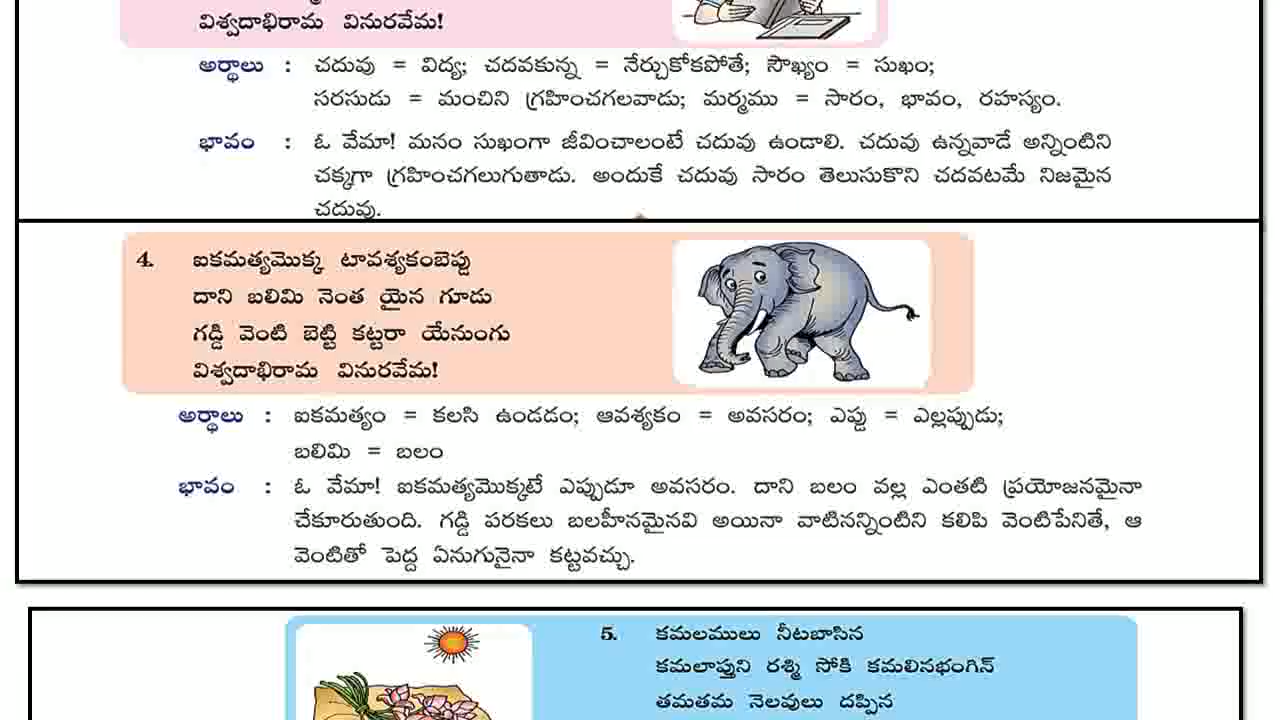 విశ్వదాభిరామ వినురవేమ!
అర్థాలు : చదువు = విద్య; చదవకున్న = నేర్చుకోకపోతే; సౌఖ్యం = సుఖం;
సరసుడు = మంచిని గ్రహించగలవాడు; మర్మము = సారం, భావం, రహస్యం.
భావం : ఓ వేమా! మనం సుఖంగా జీవించాలంటే చదువు ఉండాలి. చదువు ఉన్నవాడే అన్నింటిని
చక్కగా గ్రహించగలుగుతాడు. అందుకే చదువు సారం తెలుసుకొని చదవటమే నిజమైన
చదువు.
4. ఐకమత్యమొక్క టావశ్యకంబెప్డు
దాని బలిమి నెంత యైన గూడు
గడ్డి వెంటి బెట్టి కట్టరా యేనుంగు
విశ్వదాభిరామ వినురవేమ!
అర్థాలు : ఐకమత్యం = కలసి ఉండడం; ఆవశ్యకం = అవసరం; ఎప్డు = ఎల్లప్పుడు;
బలిమి = బలం
భావం : ఓ వేమా! ఐకమత్యమొక్కటే ఎప్పుడూ అవసరం. దాని బలం వల్ల ఎంతటి ప్రయోజనమైనా
చేకూరుతుంది. గడ్డి పరకలు బలహీనమైనవి అయినా వాటినన్నింటిని కలిపి వెంటిపేనితే, ఆ
వెంటితో పెద్ద ఏనుగునైనా కట్టవచ్చు.
5. కమలములు నీటబాసిన
కమలాప్తుని రశ్మి సోకి కమలినభంగిన్
తమతమ నెలవులు దప్పిన